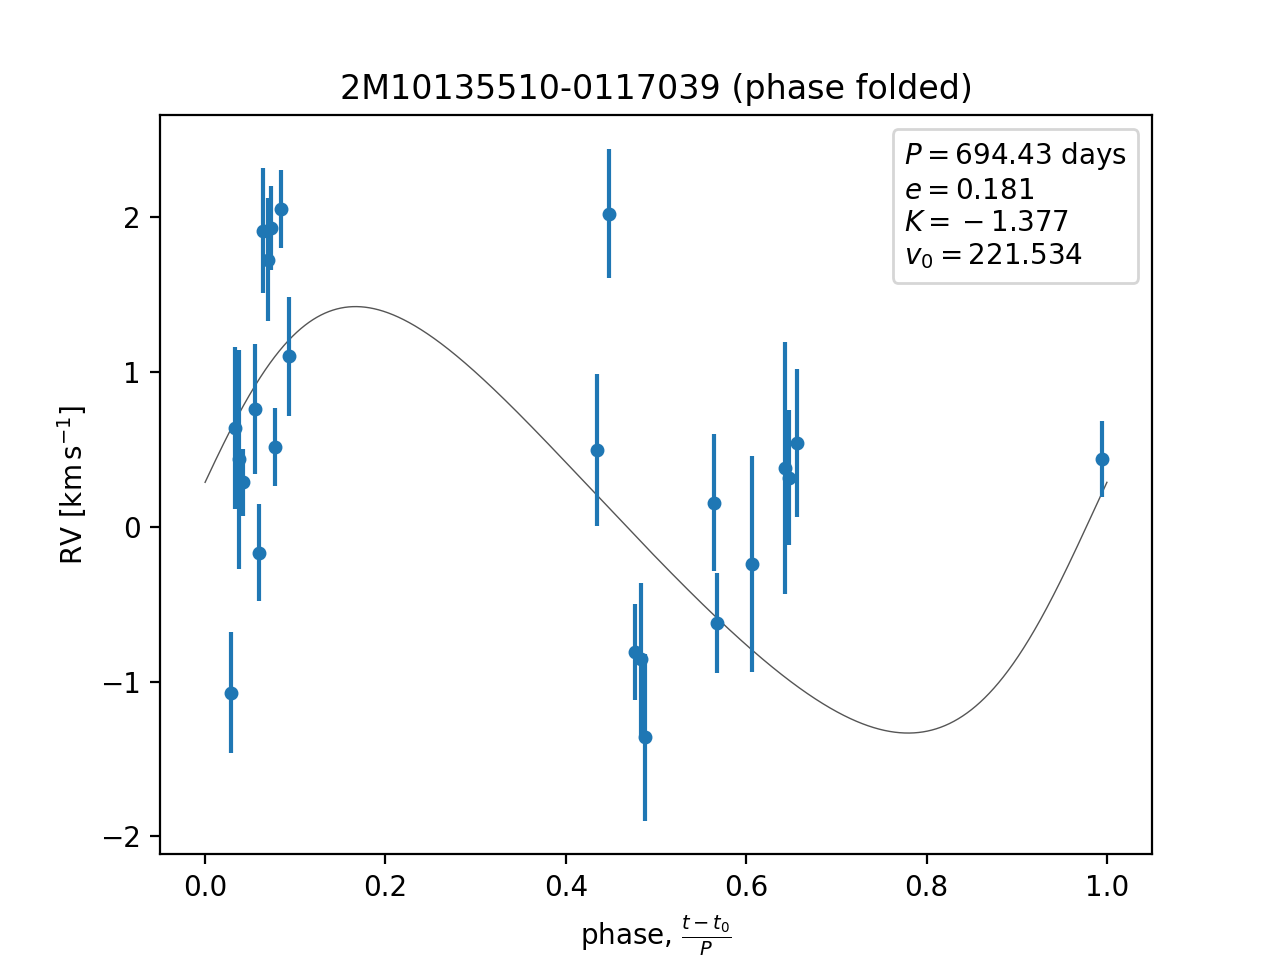 2M10135510-0117039 (phase folded)
P = 694.43 days
e = 0.181
K = −1.377
v₀ = 221.534
RV [km s⁻¹]
2
1
0
−1
−2
0.0 0.2 0.4 0.6 0.8 1.0
phase, (t − t₀)/P